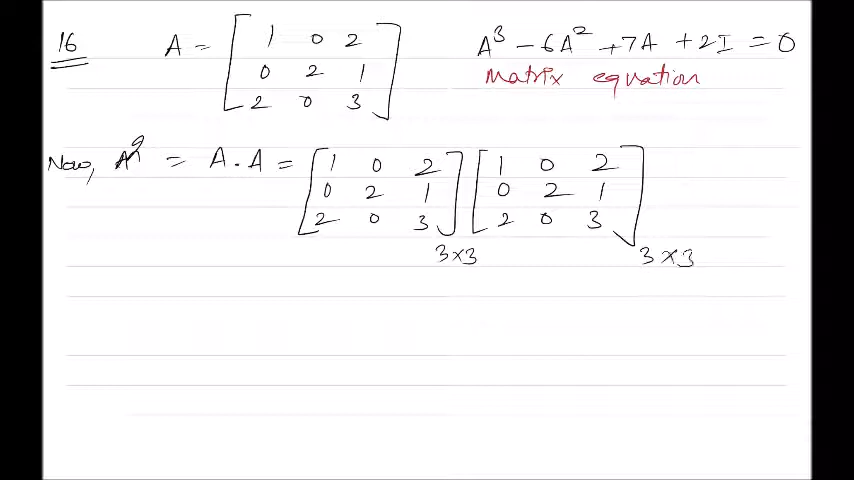 16 A = [ 1 0 2 A³ - 6A² + 7A + 2I = 0
0 2 1 matrix equation
2 0 3 ]
Now, A² = A . A = [ 1 0 2 ] [ 1 0 2 ]
0 2 1 0 2 1
2 0 3 2 0 3
3×3 3×3